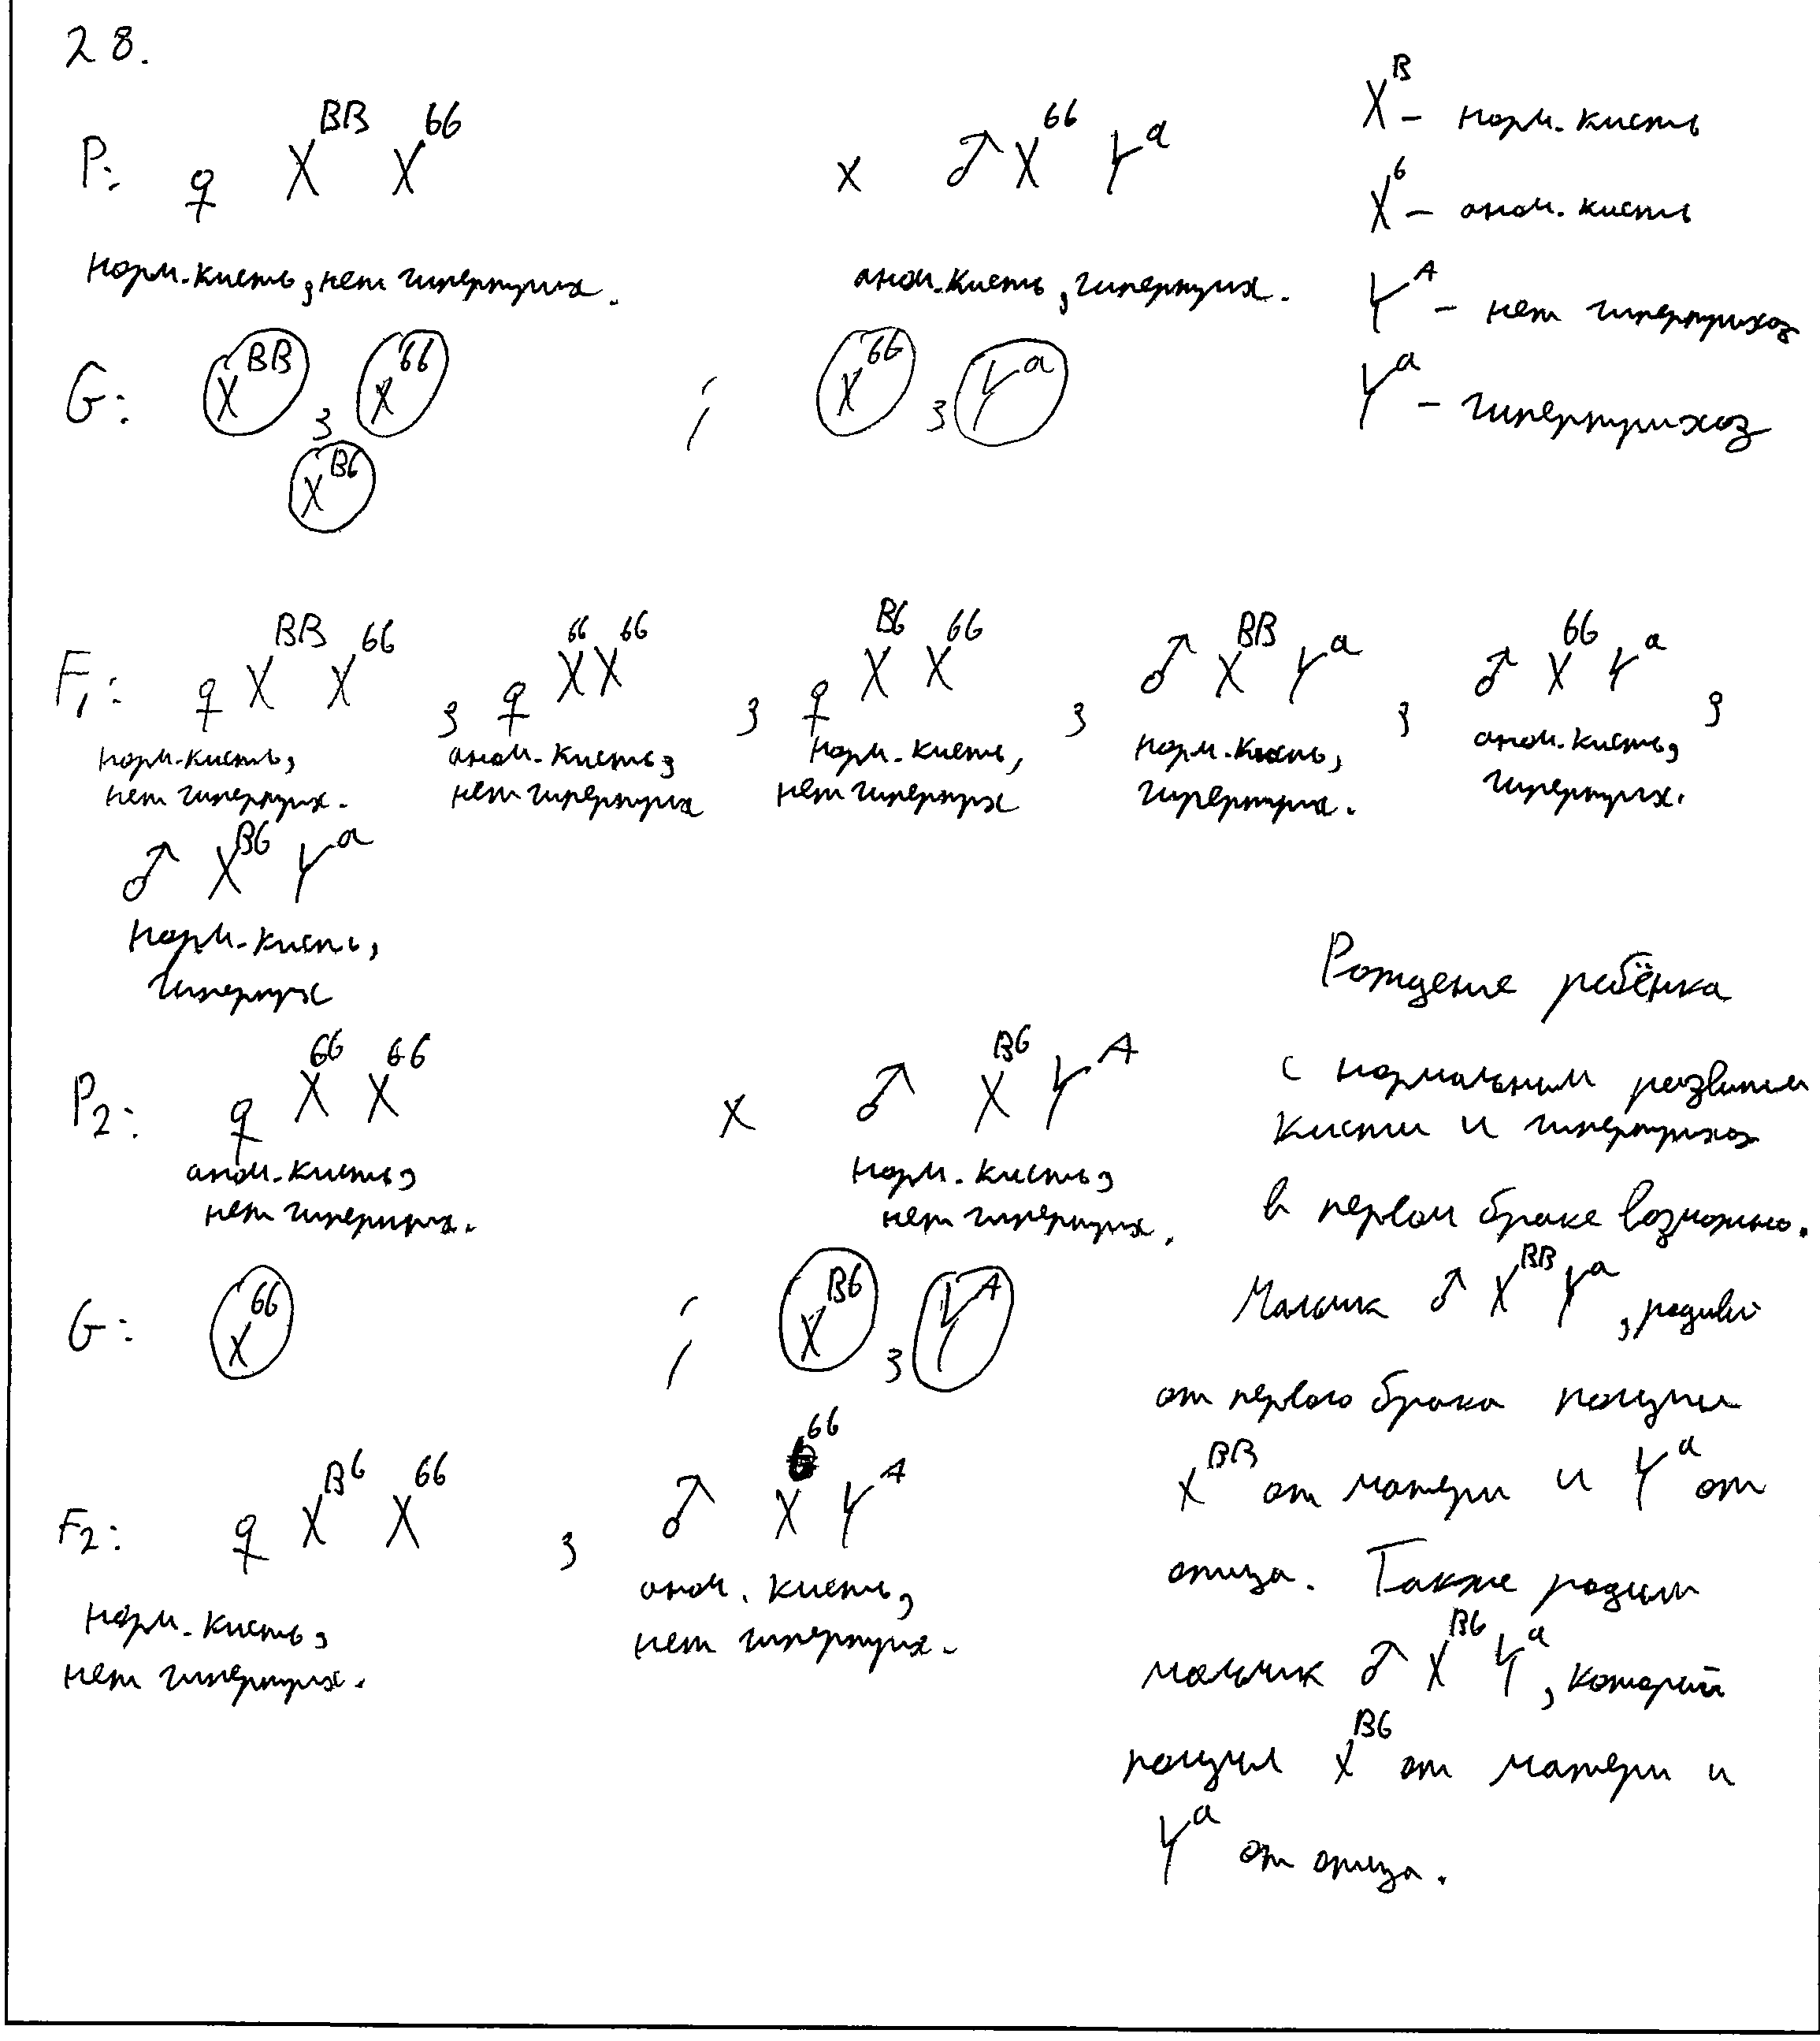 28.
P: ♀ X^BB X^бб × ♂ X^бб Y^a
норм. кисть, нет гипертрих. аном. кисть, гипертрих.
X^B – норм. кисть
X^б – аном. кисть
Y^A – нет гипертрихоз
Y^a – гипертрихоз
G: X^BB, X^бб, X^Bб ; X^бб, Y^a
F1: ♀ X^BB X^бб, ♀ X^бб X^бб, ♀ X^Bб X^бб, ♂ X^BB Y^a, ♂ X^бб Y^a,
норм. кисть, аном. кисть, норм. кисть, норм. кисть, аном. кисть,
нет гипертрих. нет гипертрих нет гипертрх гипертрих. гипертрих.
♂ X^Bб Y^a
норм. кисть,
гипертрх
P2: ♀ X^бб X^бб × ♂ X^Bб Y^A
аном. кисть, норм. кисть,
нет гипертрих. нет гипертрих.
G: X^бб ; X^Bб, Y^A
F2: ♀ X^Bб X^бб, ♂ X^бб Y^A
норм. кисть, аном. кисть,
нет гипертрих. нет гипертрих.
Рождение ребёнка
с нормальным развитием
кисти и гипертрихоз
в первом браке возможно.
Мальчик ♂ X^BB Y^a,
от первого брака получил
X^BB от матери и Y^a от
отца. Также родим
мальчик ♂ X^Bб Y^a, который
получил X^Bб от матери и
Y^a от отца.